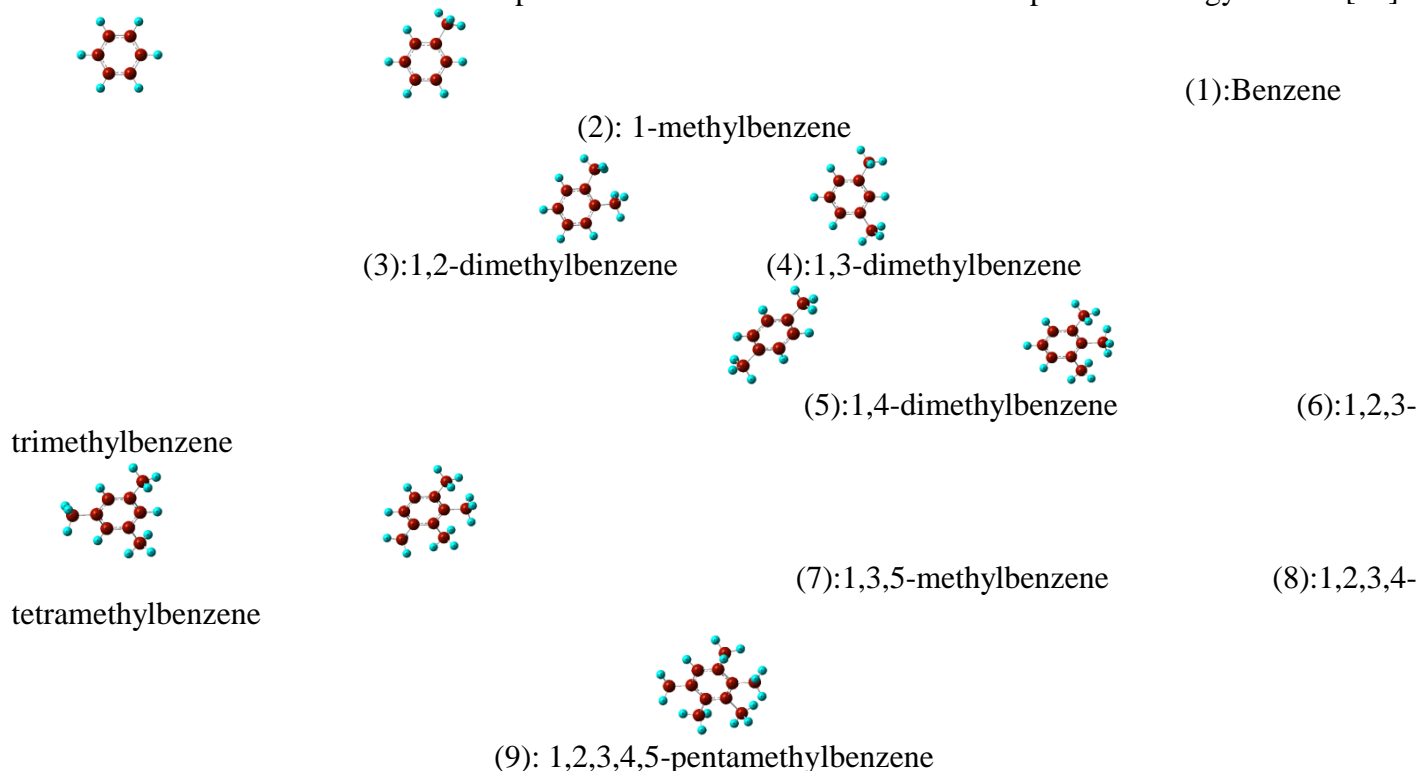 (1):Benzene
(2): 1-methylbenzene
(3):1,2-dimethylbenzene (4):1,3-dimethylbenzene
(5):1,4-dimethylbenzene (6):1,2,3-
trimethylbenzene
(7):1,3,5-methylbenzene (8):1,2,3,4-
tetramethylbenzene
(9): 1,2,3,4,5-pentamethylbenzene